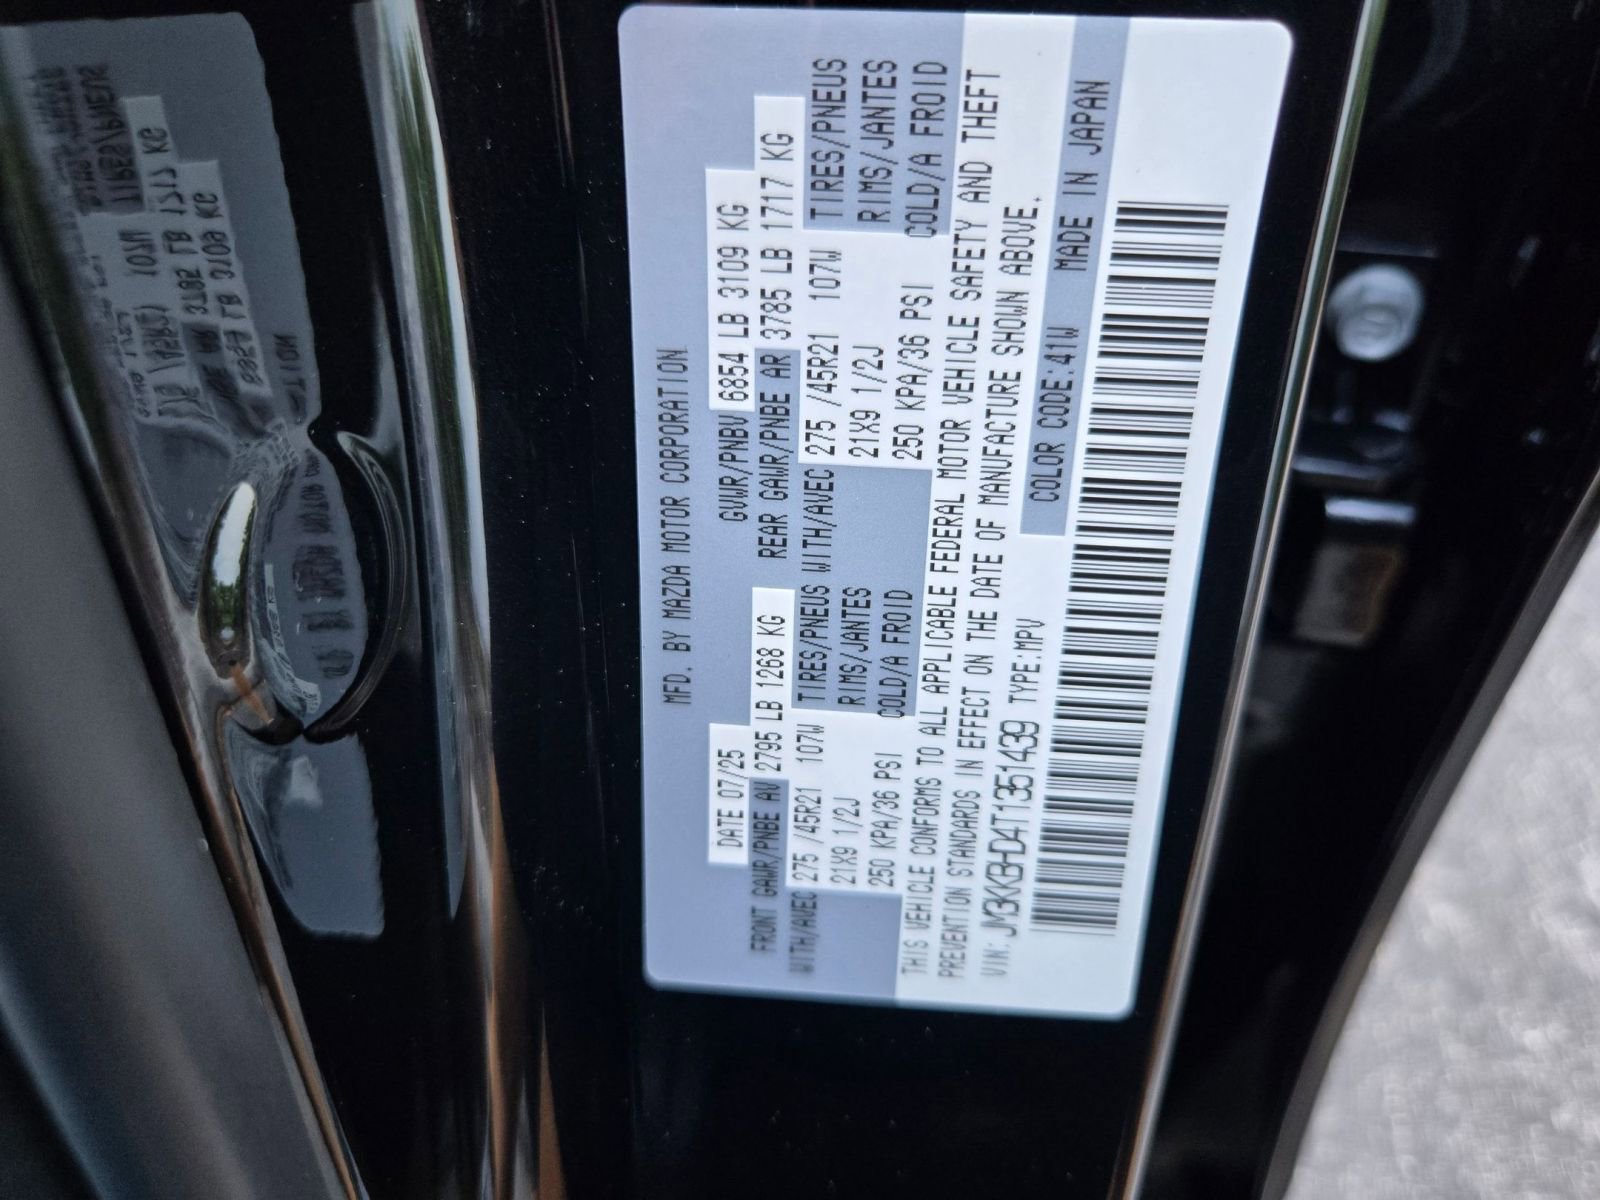 MFD. BY MAZDA MOTOR CORPORATION
DATE 07/25 GVWR/PNBV 6854 LB 3109 KG
FRONT GAWR/PNBE AV 2795 LB 1268 KG REAR GAWR/PNBE AR 3785 LB 1717 KG
WITH/AVEC 275 /45R21 107W TIRES/PNEUS WITH/AVEC 275 /45R21 107W TIRES/PNEUS
21X9 1/2J RIMS/JANTES 21X9 1/2J RIMS/JANTES
250 KPA/36 PSI COLD/A FROID 250 KPA/36 PSI COLD/A FROID
THIS VEHICLE CONFORMS TO ALL APPLICABLE FEDERAL MOTOR VEHICLE SAFETY AND THEFT
PREVENTION STANDARDS IN EFFECT ON THE DATE OF MANUFACTURE SHOWN ABOVE.
VIN: JM3KKBHD4T1351439 TYPE:MPV COLOR CODE:41W MADE IN JAPAN